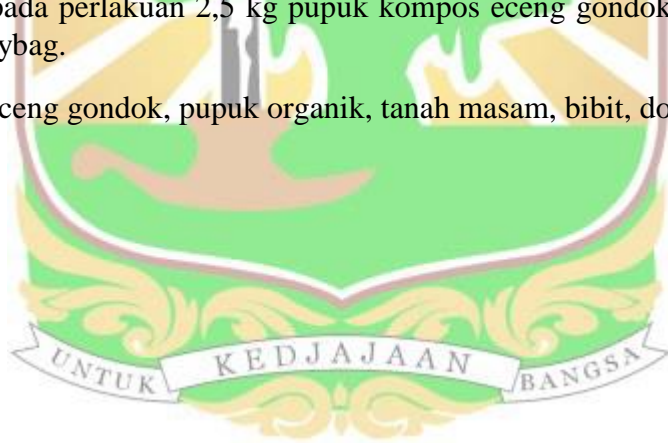 pada perlakuan 2,5 kg pupuk kompos eceng gondok
ybag.
ceng gondok, pupuk organik, tanah masam, bibit, do
UNTUK KEDJAJAAN BANGSA